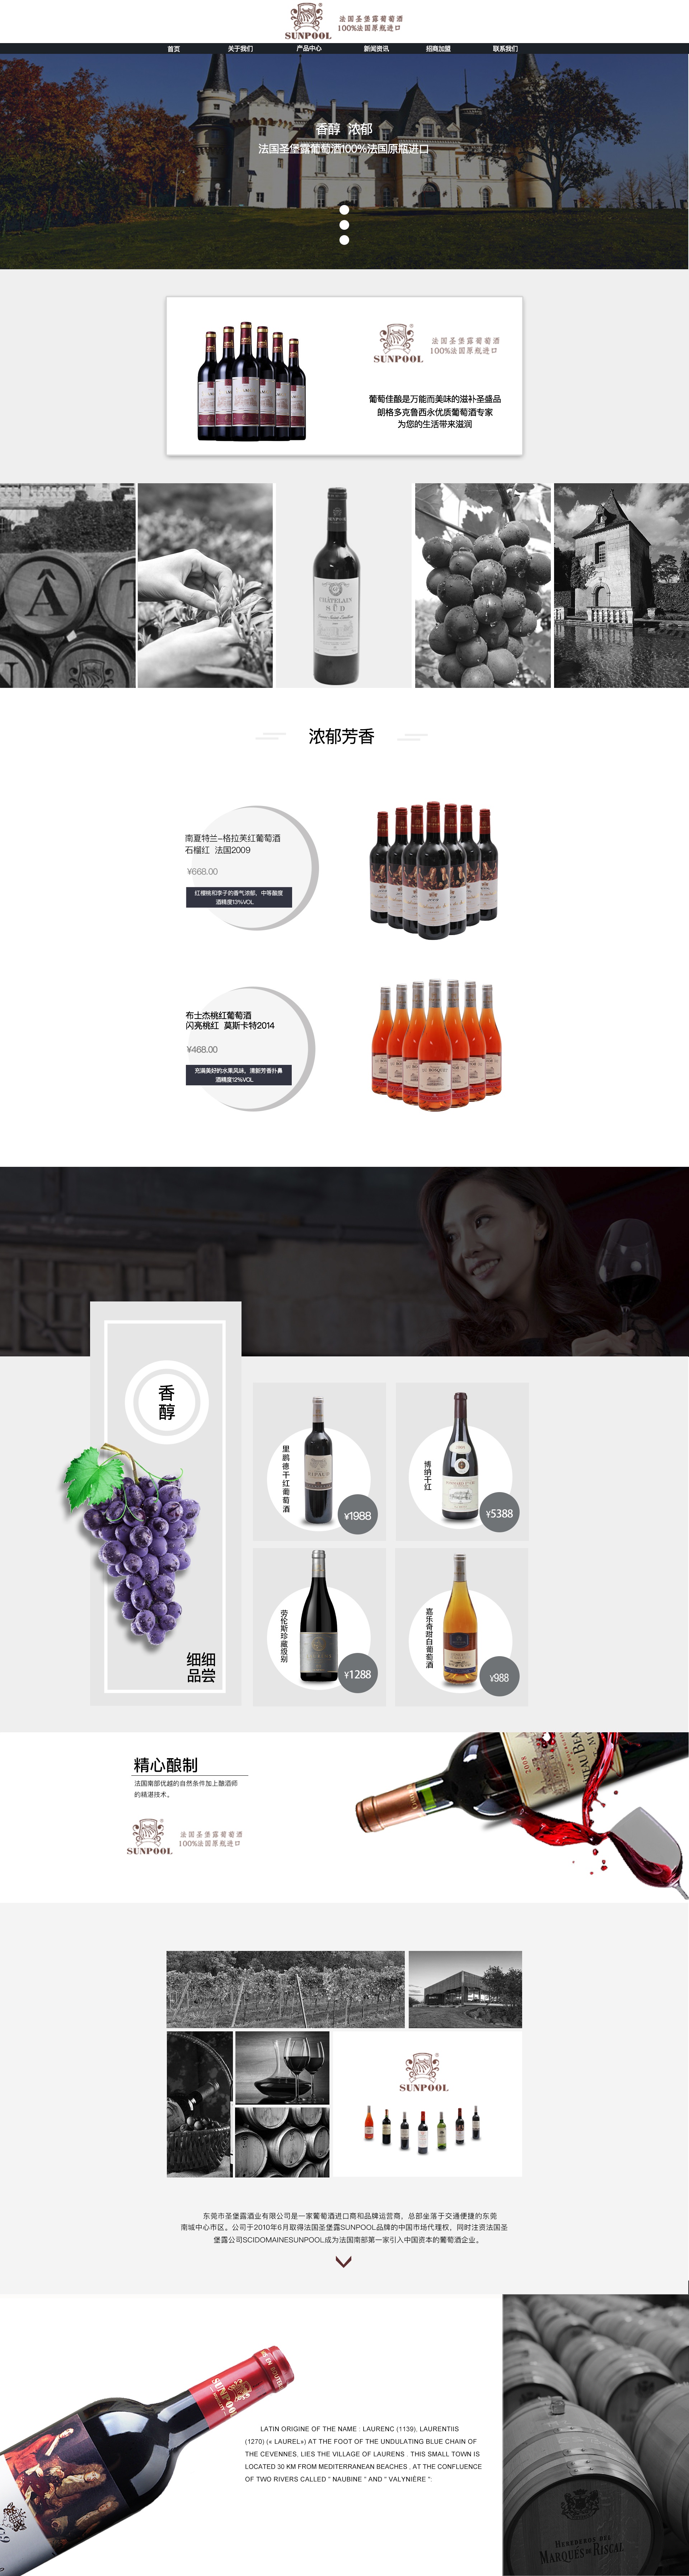 SUNPOOL
法国圣堡露葡萄酒
100%法国原瓶进口
首页 关于我们 产品中心 新闻资讯 招商加盟 联系我们
香醇 浓郁
法国圣堡露葡萄酒100%法国原瓶进口
SUNPOOL
法国圣堡露葡萄酒
100%法国原瓶进口
葡萄佳酿是万能而美味的滋补圣盛品
朗格多克鲁西永优质葡萄酒专家
为您的生活带来滋润
CHÂTELAIN
SUD
浓郁芳香
南夏特兰-格拉芙红葡萄酒
石榴红 法国2009
¥668.00
红樱桃和李子的香气浓郁，中等酸度
酒精度13%VOL
布士杰桃红葡萄酒
闪亮桃红 莫斯卡特2014
¥468.00
充满美好的水果风味，清新芳香扑鼻
酒精度12%VOL
香醇
细细品尝
里鹏德干红葡萄酒
¥1988
博纳干红
¥5388
劳伦斯珍藏级别
¥1288
嘉乐奇甜白葡萄酒
¥988
精心酿制
法国南部优越的自然条件加上酿酒师
的精湛技术。
SUNPOOL
法国圣堡露葡萄酒
100%法国原瓶进口
2008
SUNPOOL
东莞市圣堡露酒业有限公司是一家葡萄酒进口商和品牌运营商，总部坐落于交通便捷的东莞
南城中心市区。公司于2010年6月取得法国圣堡露SUNPOOL品牌的中国市场代理权，同时注资法国圣
堡露公司SCIDOMAINESUNPOOL成为法国南部第一家引入中国资本的葡萄酒企业。
SUNPOOL
LATIN ORIGINE OF THE NAME : LAURENC (1139), LAURENTIIS
(1270) (« LAUREL») AT THE FOOT OF THE UNDULATING BLUE CHAIN OF
THE CEVENNES, LIES THE VILLAGE OF LAURENS . THIS SMALL TOWN IS
LOCATED 30 KM FROM MEDITERRANEAN BEACHES , AT THE CONFLUENCE
OF TWO RIVERS CALLED " NAUBINE " AND " VALYNIÈRE ":
HEREDEROS DEL
MARQUÉS DE RISCAL